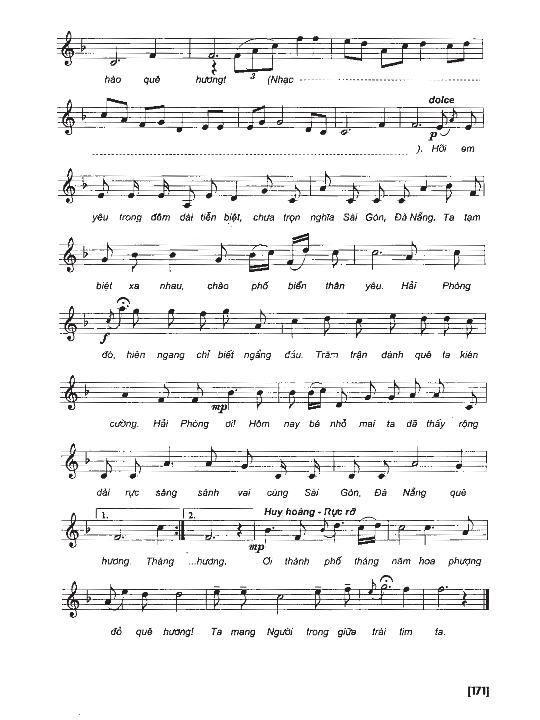 hào quê hương! (Nhạc
3
dolce
p
). Hỡi em
yêu trong đêm dài tiễn biệt, chưa trọn nghĩa Sài Gòn, Đà Nẵng. Ta tạm
biệt xa nhau, chào phố biển thân yêu. Hải Phòng
f
đó, hiên ngang chỉ biết ngẩng đầu. Trăm trận đánh quê ta kiên
mp
cường. Hải Phòng ơi! Hôm nay bé nhỏ mai ta đã thấy rộng
dài rực sáng sánh vai cùng Sài Gòn, Đà Nẵng quê
1. 2. Huy hoàng - Rực rỡ
mp
hương. Tháng ...hương. Ơi thành phố tháng năm hoa phượng
đỏ quê hương! Ta mang Người trong giữa trái tim ta.
[171]